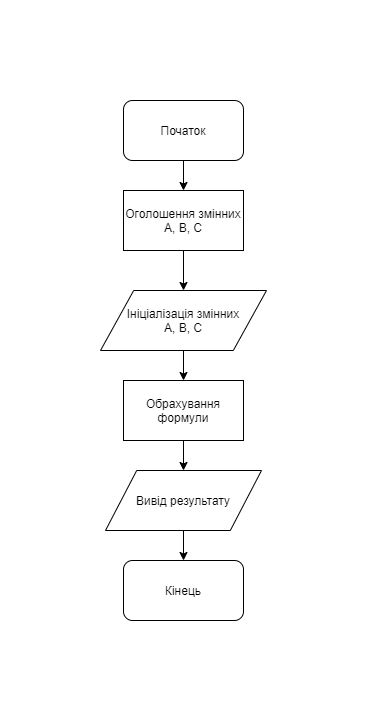 Початок
Оголошення змінних
А, В, С
Ініціалізація змінних
А, В, С
Обрахування
формули
Вивід результату
Кінець